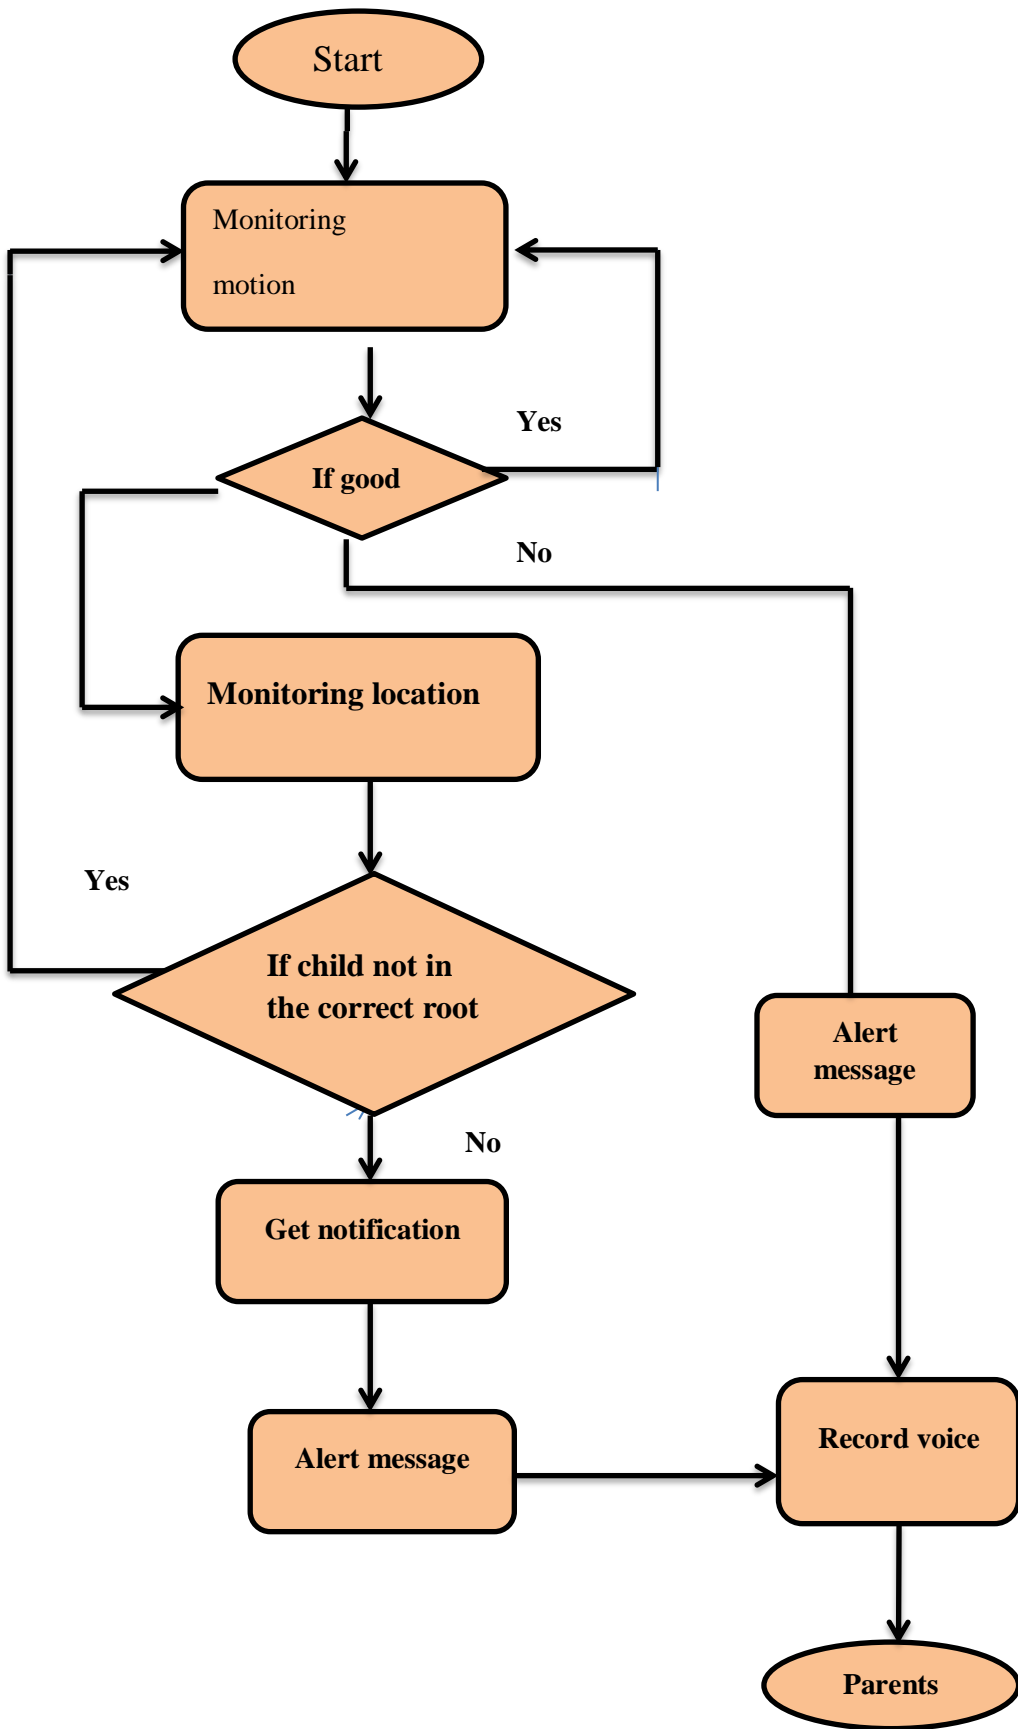 Start
Monitoring
motion
Yes
If good
No
Monitoring location
Yes
If child not in
the correct root
Alert
message
No
Get notification
Record voice
Alert message
Parents